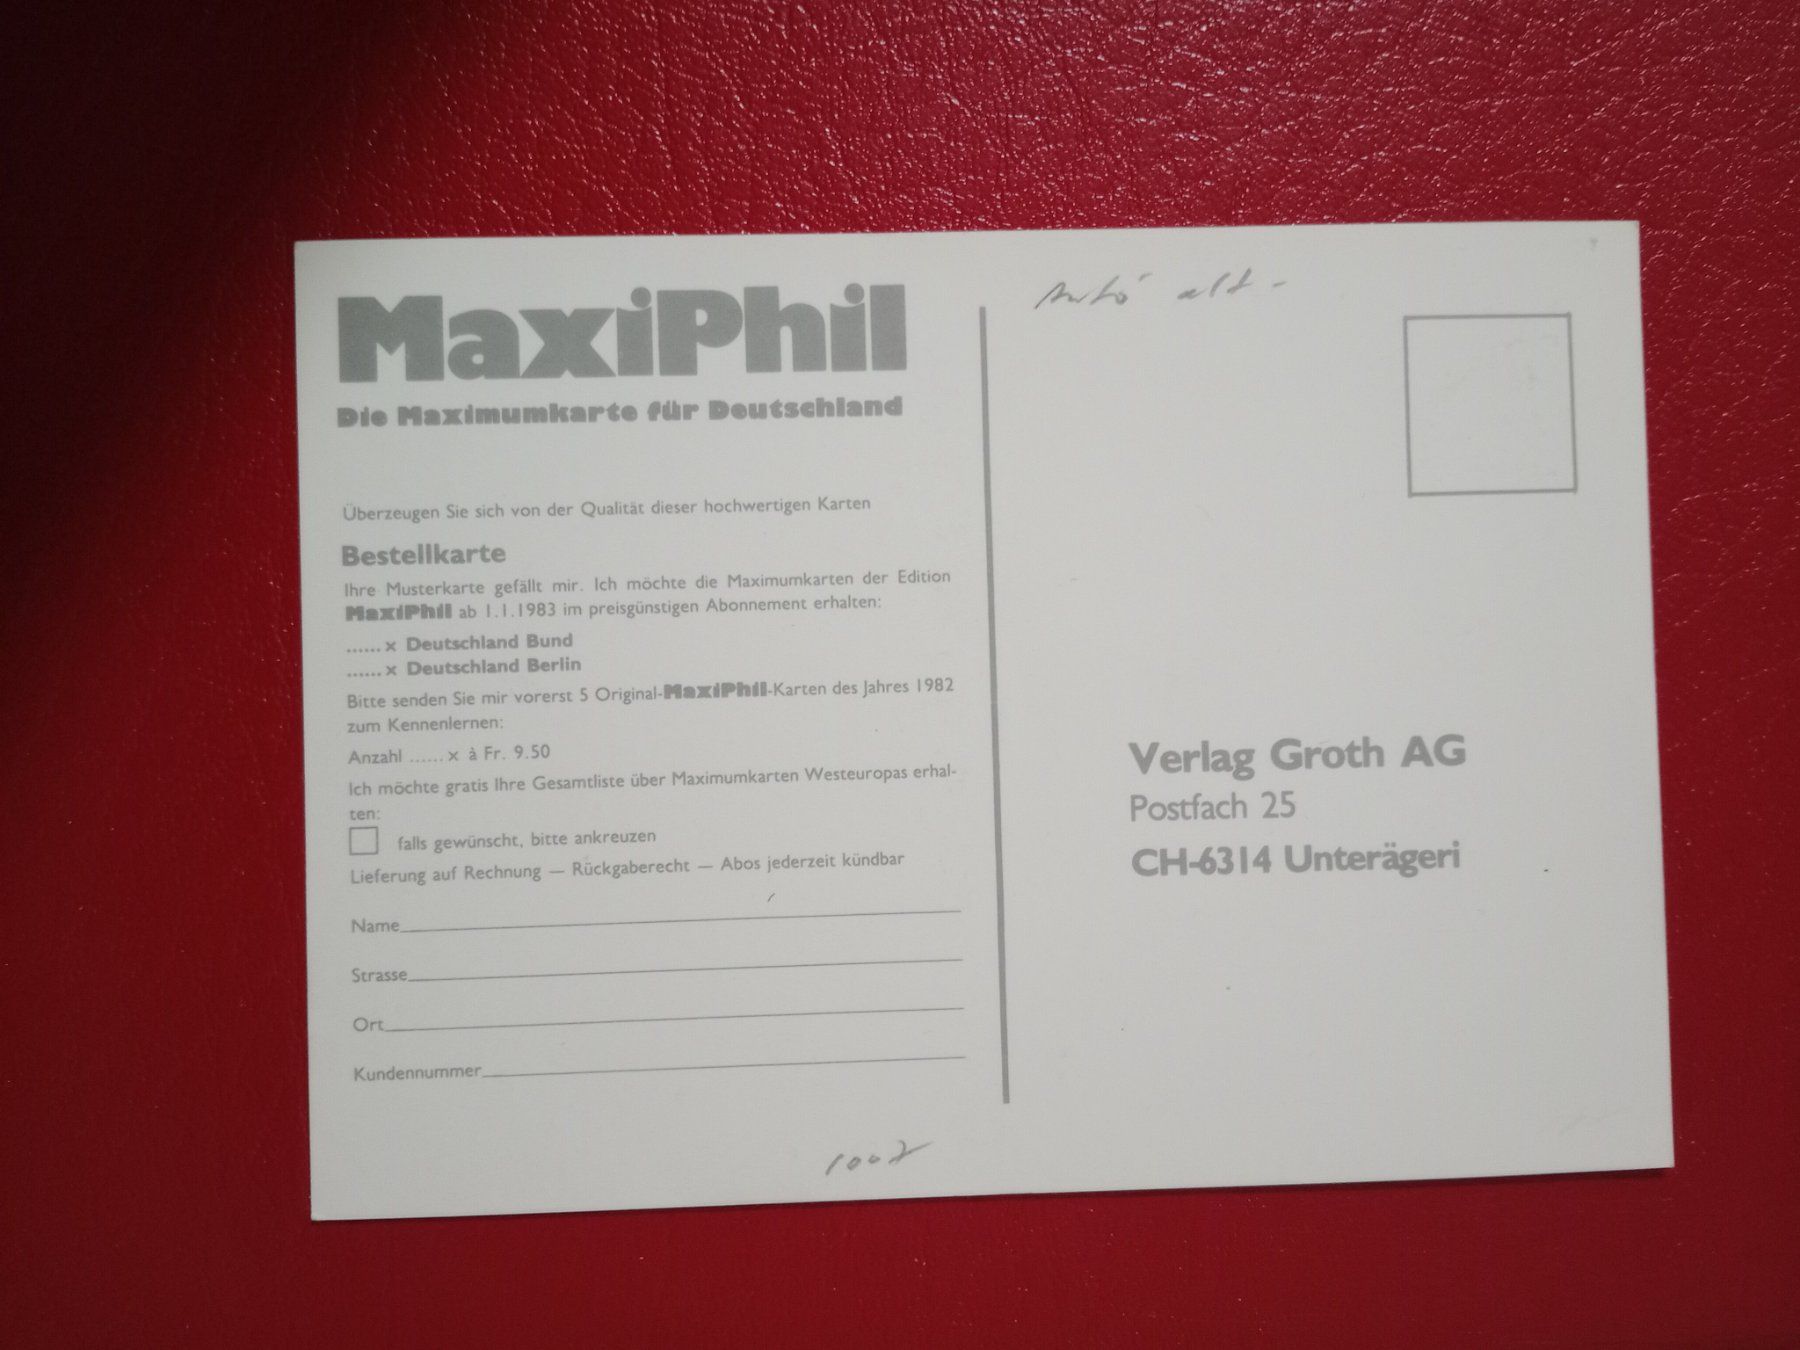 MaxiPhil
Die Maximumkarte für Deutschland
Überzeugen Sie sich von der Qualität dieser hochwertigen Karten
Bestellkarte
Ihre Musterkarte gefällt mir. Ich möchte die Maximumkarten der Edition
MaxiPhil ab 1.1.1983 im preisgünstigen Abonnement erhalten:
...... x Deutschland Bund
...... x Deutschland Berlin
Bitte senden Sie mir vorerst 5 Original-MaxiPhil-Karten des Jahres 1982
zum Kennenlernen:
Anzahl ...... x à Fr. 9.50
Ich möchte gratis Ihre Gesamtliste über Maximumkarten Westeuropas erhal-
ten:
falls gewünscht, bitte ankreuzen
Lieferung auf Rechnung — Rückgaberecht — Abos jederzeit kündbar
Name
Strasse
Ort
Kundennummer
alt -
Verlag Groth AG
Postfach 25
CH-6314 Unterägeri